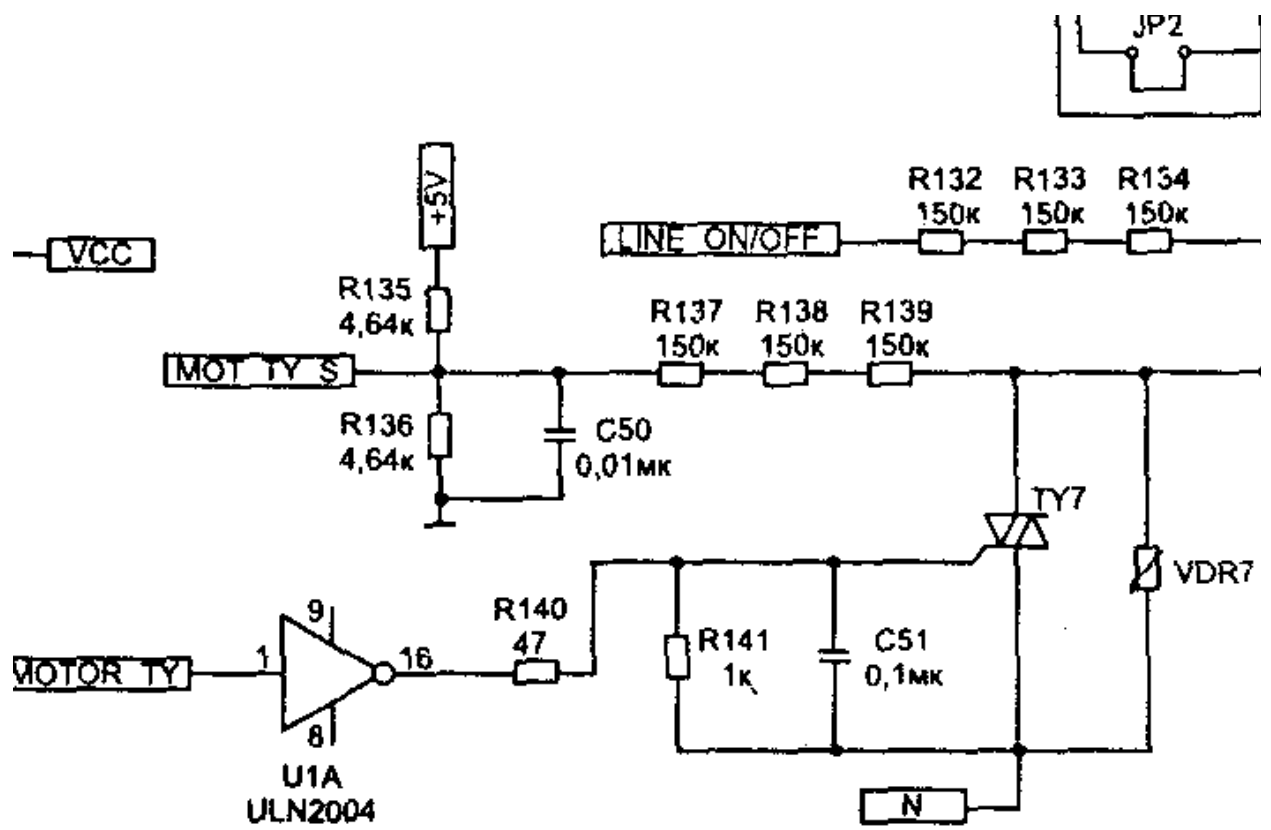 JP2
+5V
R132 R133 R134
150к 150к 150к
LINE ON/OFF
VCC
R135
4,64к
R137 R138 R139
150к 150к 150к
MOT TY S
R136
4,64к
C50
0,01мк
TY7
VDR7
9
R140
47
R141
1к
C51
0,1мк
MOTOR TY
1
16
8
U1A
ULN2004
N